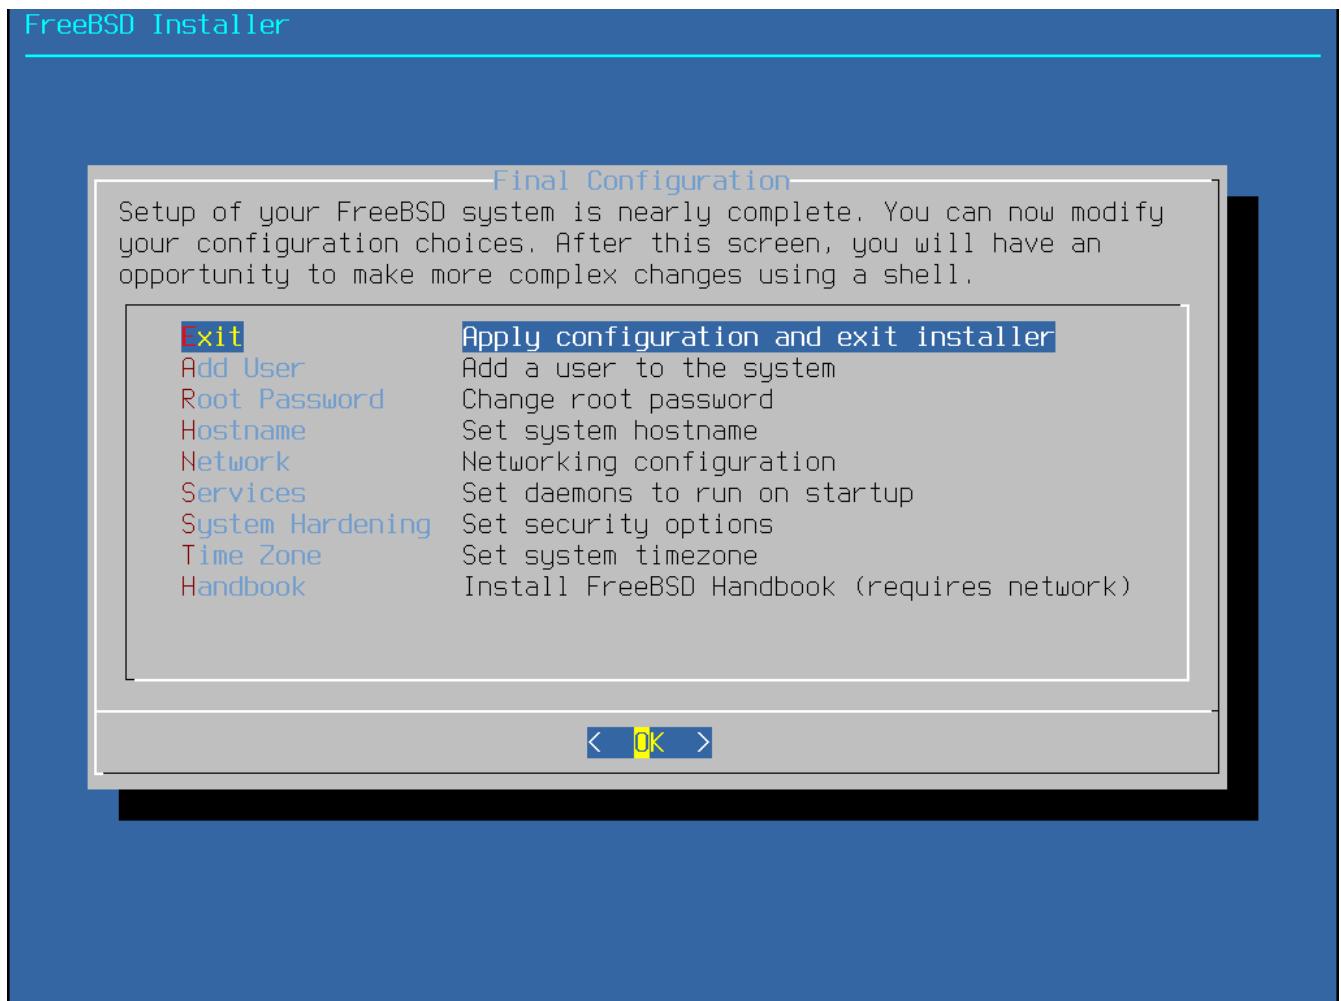 FreeBSD Installer
Final Configuration
Setup of your FreeBSD system is nearly complete. You can now modify
your configuration choices. After this screen, you will have an
opportunity to make more complex changes using a shell.
Exit Apply configuration and exit installer
Add User Add a user to the system
Root Password Change root password
Hostname Set system hostname
Network Networking configuration
Services Set daemons to run on startup
System Hardening Set security options
Time Zone Set system timezone
Handbook Install FreeBSD Handbook (requires network)
< OK >